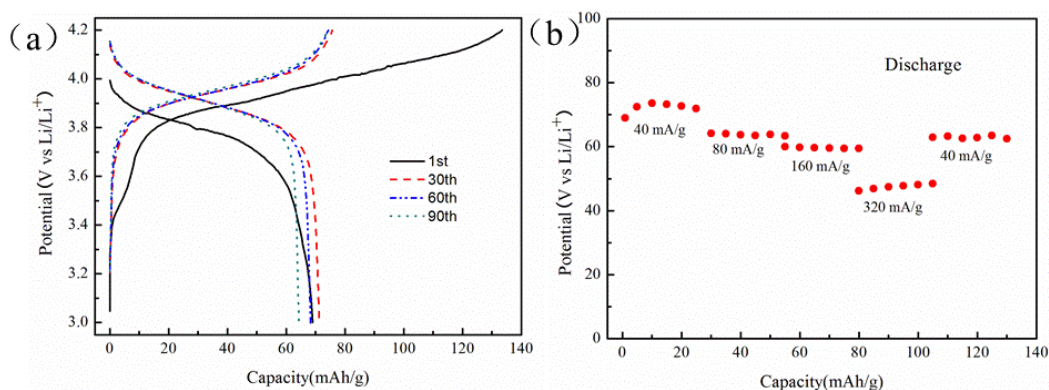 (a)
Potential (V vs Li/Li+)
4.2
4.0
3.8
3.6
3.4
3.2
3.0
1st
30th
60th
90th
0 20 40 60 80 100 120 140
Capacity(mAh/g)
(b)
Potential (V vs Li/Li+)
100
80
60
40
20
0
Discharge
40 mA/g
80 mA/g
160 mA/g
320 mA/g
40 mA/g
0 20 40 60 80 100 120 140
Capacity(mAh/g)